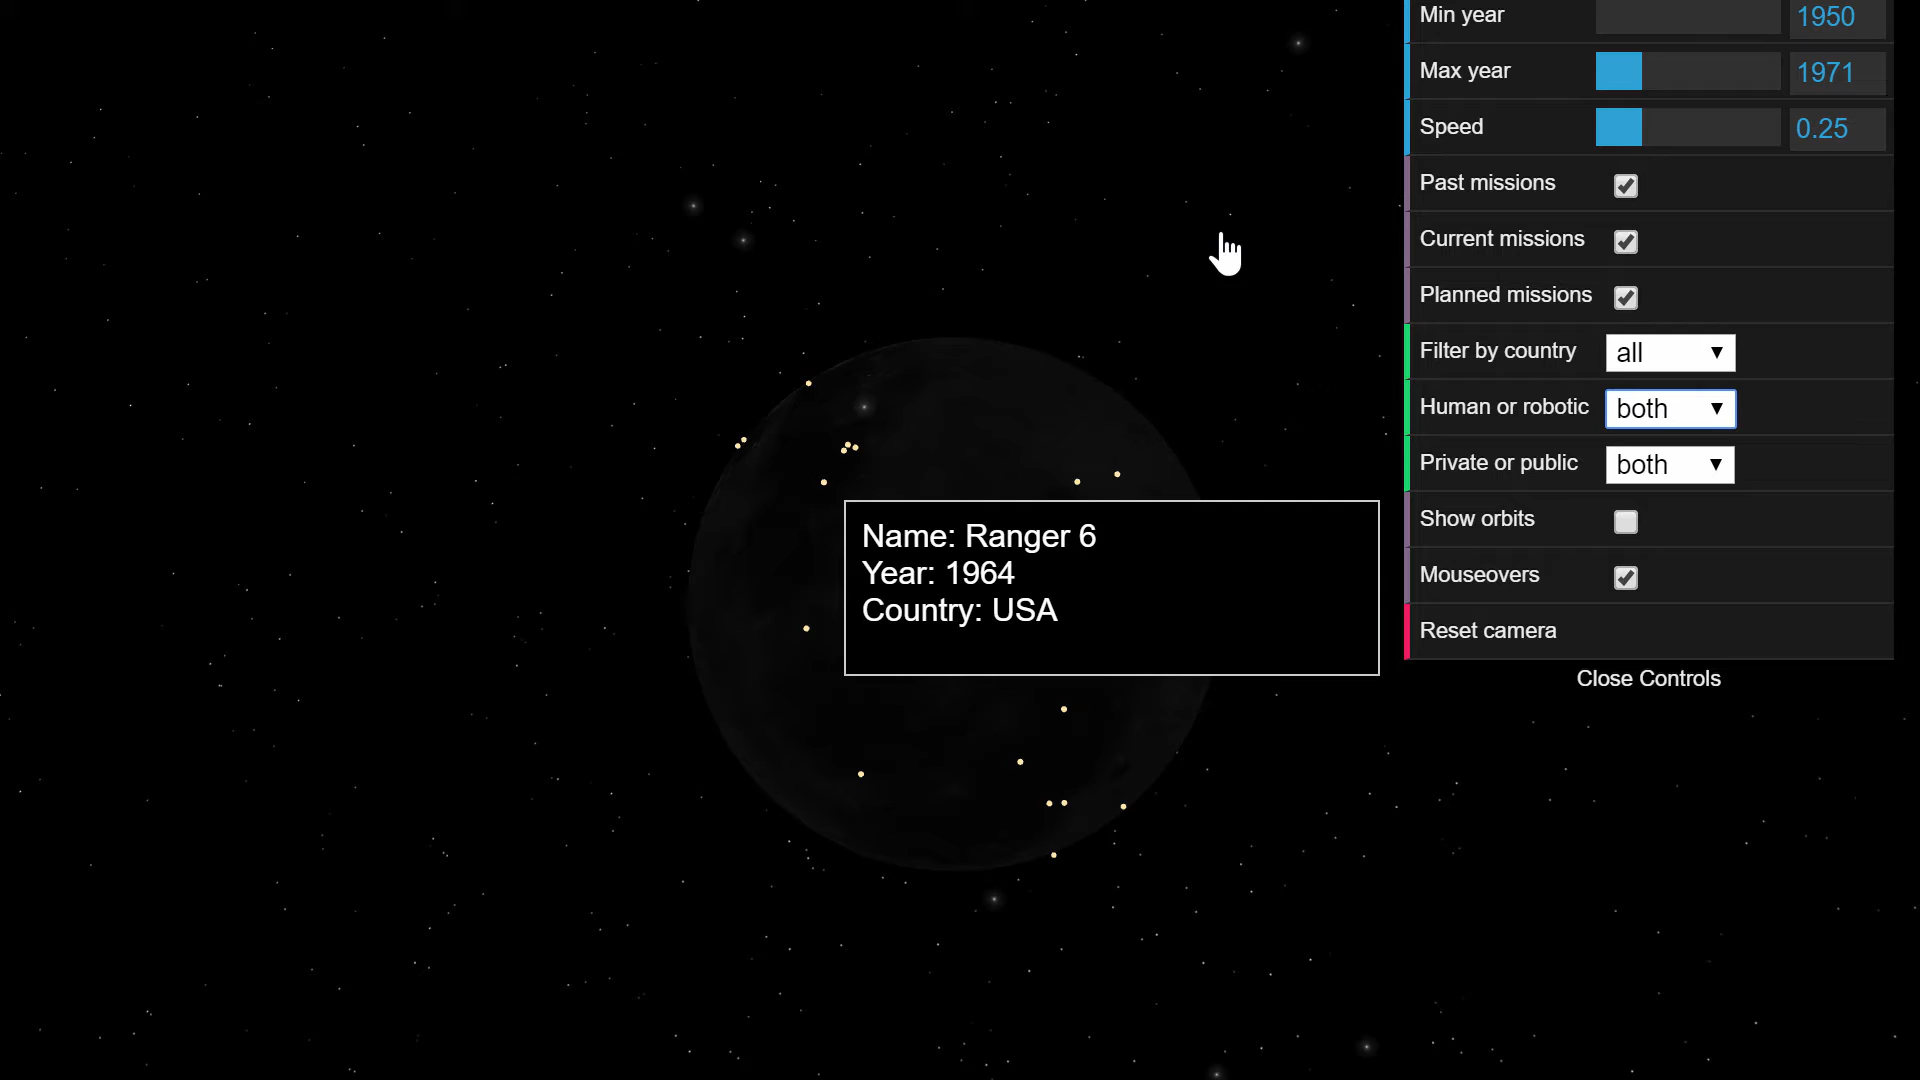 Min year 1950
Max year 1971
Speed 0.25
Past missions
Current missions
Planned missions
Filter by country all
Human or robotic both
Private or public both
Show orbits
Mouseovers
Reset camera
Close Controls
Name: Ranger 6
Year: 1964
Country: USA